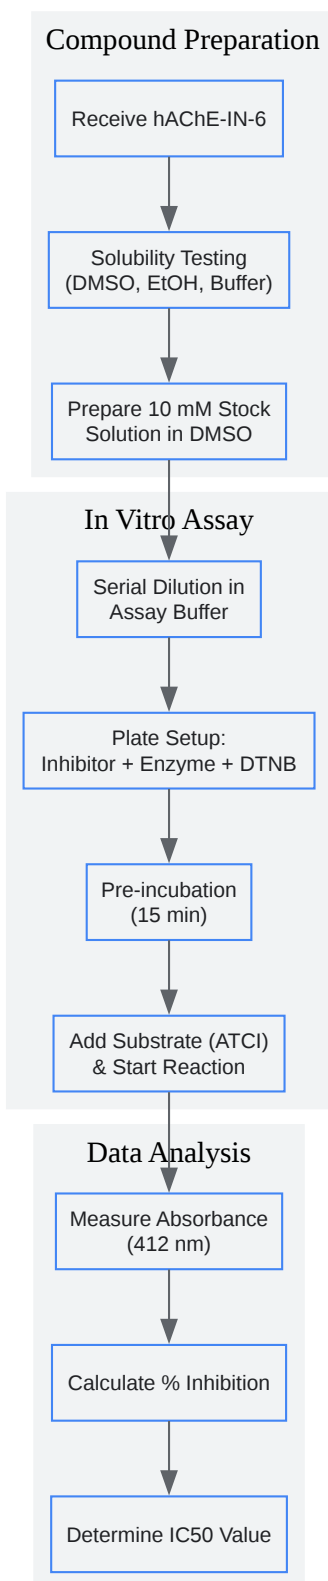 Compound Preparation
Receive hAChE-IN-6
Solubility Testing
(DMSO, EtOH, Buffer)
Prepare 10 mM Stock
Solution in DMSO
In Vitro Assay
Serial Dilution in
Assay Buffer
Plate Setup:
Inhibitor + Enzyme + DTNB
Pre-incubation
(15 min)
Add Substrate (ATCI)
& Start Reaction
Data Analysis
Measure Absorbance
(412 nm)
Calculate % Inhibition
Determine IC50 Value